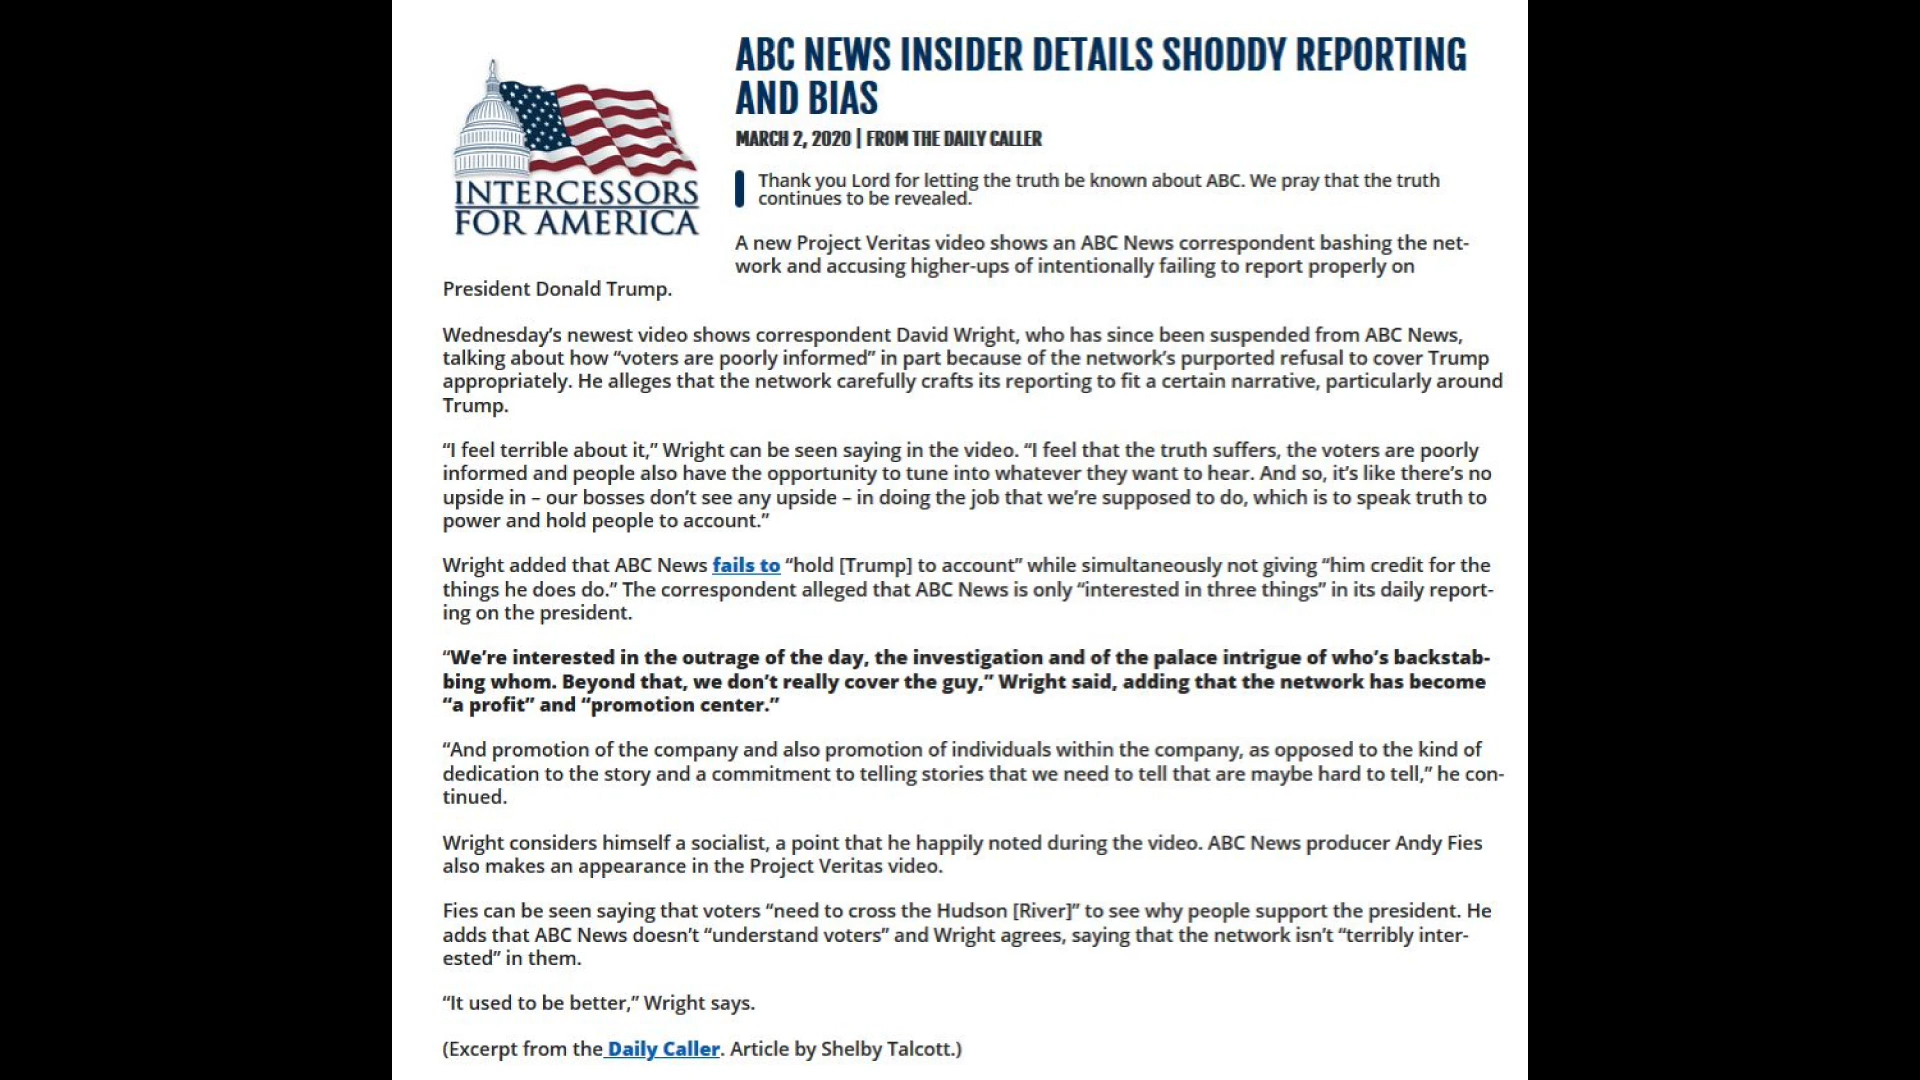 INTERCESSORS
FOR AMERICA
ABC NEWS INSIDER DETAILS SHODDY REPORTING
AND BIAS
MARCH 2, 2020 | FROM THE DAILY CALLER
Thank you Lord for letting the truth be known about ABC. We pray that the truth
continues to be revealed.
A new Project Veritas video shows an ABC News correspondent bashing the net-
work and accusing higher-ups of intentionally failing to report properly on
President Donald Trump.
Wednesday’s newest video shows correspondent David Wright, who has since been suspended from ABC News,
talking about how “voters are poorly informed” in part because of the network’s purported refusal to cover Trump
appropriately. He alleges that the network carefully crafts its reporting to fit a certain narrative, particularly around
Trump.
“I feel terrible about it,” Wright can be seen saying in the video. “I feel that the truth suffers, the voters are poorly
informed and people also have the opportunity to tune into whatever they want to hear. And so, it’s like there’s no
upside in – our bosses don’t see any upside – in doing the job that we’re supposed to do, which is to speak truth to
power and hold people to account.”
Wright added that ABC News fails to “hold [Trump] to account” while simultaneously not giving “him credit for the
things he does do.” The correspondent alleged that ABC News is only “interested in three things” in its daily report-
ing on the president.
“We’re interested in the outrage of the day, the investigation and of the palace intrigue of who’s backstab-
bing whom. Beyond that, we don’t really cover the guy,” Wright said, adding that the network has become
“a profit” and “promotion center.”
“And promotion of the company and also promotion of individuals within the company, as opposed to the kind of
dedication to the story and a commitment to telling stories that we need to tell that are maybe hard to tell,” he con-
tinued.
Wright considers himself a socialist, a point that he happily noted during the video. ABC News producer Andy Fies
also makes an appearance in the Project Veritas video.
Fies can be seen saying that voters “need to cross the Hudson [River]” to see why people support the president. He
adds that ABC News doesn’t “understand voters” and Wright agrees, saying that the network isn’t “terribly inter-
ested” in them.
“It used to be better,” Wright says.
(Excerpt from the Daily Caller. Article by Shelby Talcott.)